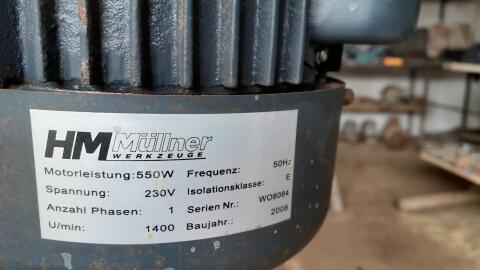 HM Müllner
WERKZEUGE
Motorleistung: 550W Frequenz: 50Hz
Spannung: 230V Isolationsklasse: E
Anzahl Phasen: 1 Serien Nr.: WO8084
U/min: 1400 Baujahr: 2008